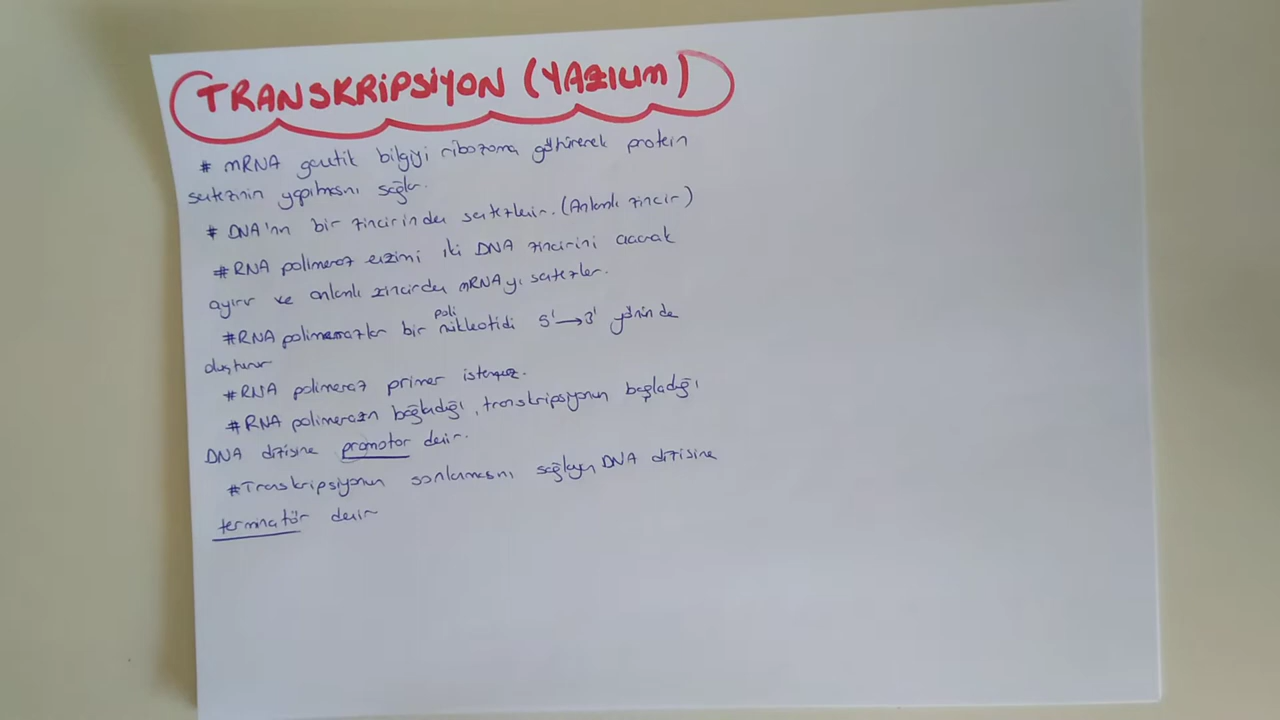 TRANSKRİPSİYON (YAZILIM)
# mRNA genetik bilgiyi ribozoma götürerek protein
sentezinin yapılmasını sağlar.
# DNA'nın bir zincirinden sentezlenir. (Anlamlı zincir)
# RNA polimeraz enzimi iki DNA zincirini açarak
ayırır ve anlamlı zincirden mRNA yı sentezler.
# RNA polimerazlar bir poli nükleotidi 5' → 3' yönünde
oluşturur
# RNA polimeraz primer istemez.
# RNA polimerazın bağladığı, transkripsiyonun başladığı
DNA dizisine promotor denir.
# Transkripsiyonun sonlanmasını sağlayan DNA dizisine
terminatör denir